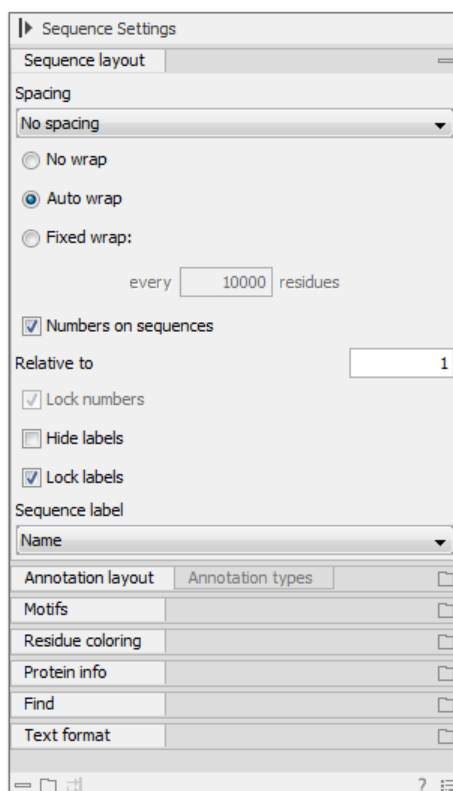 Sequence Settings
Sequence layout
Spacing
No spacing
No wrap
Auto wrap
Fixed wrap:
every 10000 residues
Numbers on sequences
Relative to 1
Lock numbers
Hide labels
Lock labels
Sequence label
Name
Annotation layout Annotation types
Motifs
Residue coloring
Protein info
Find
Text format
?